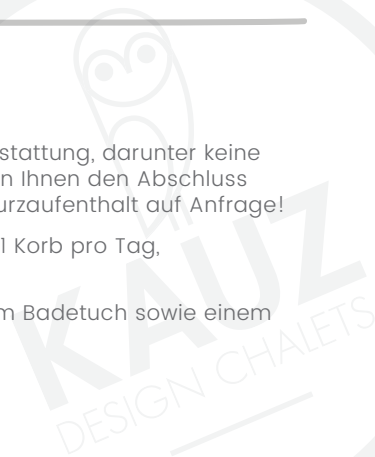 stattung, darunter keine
n Ihnen den Abschluss
urzaufenthalt auf Anfrage!
1 Korb pro Tag,
m Badetuch sowie einem
KAUZ
DESIGN CHALETS